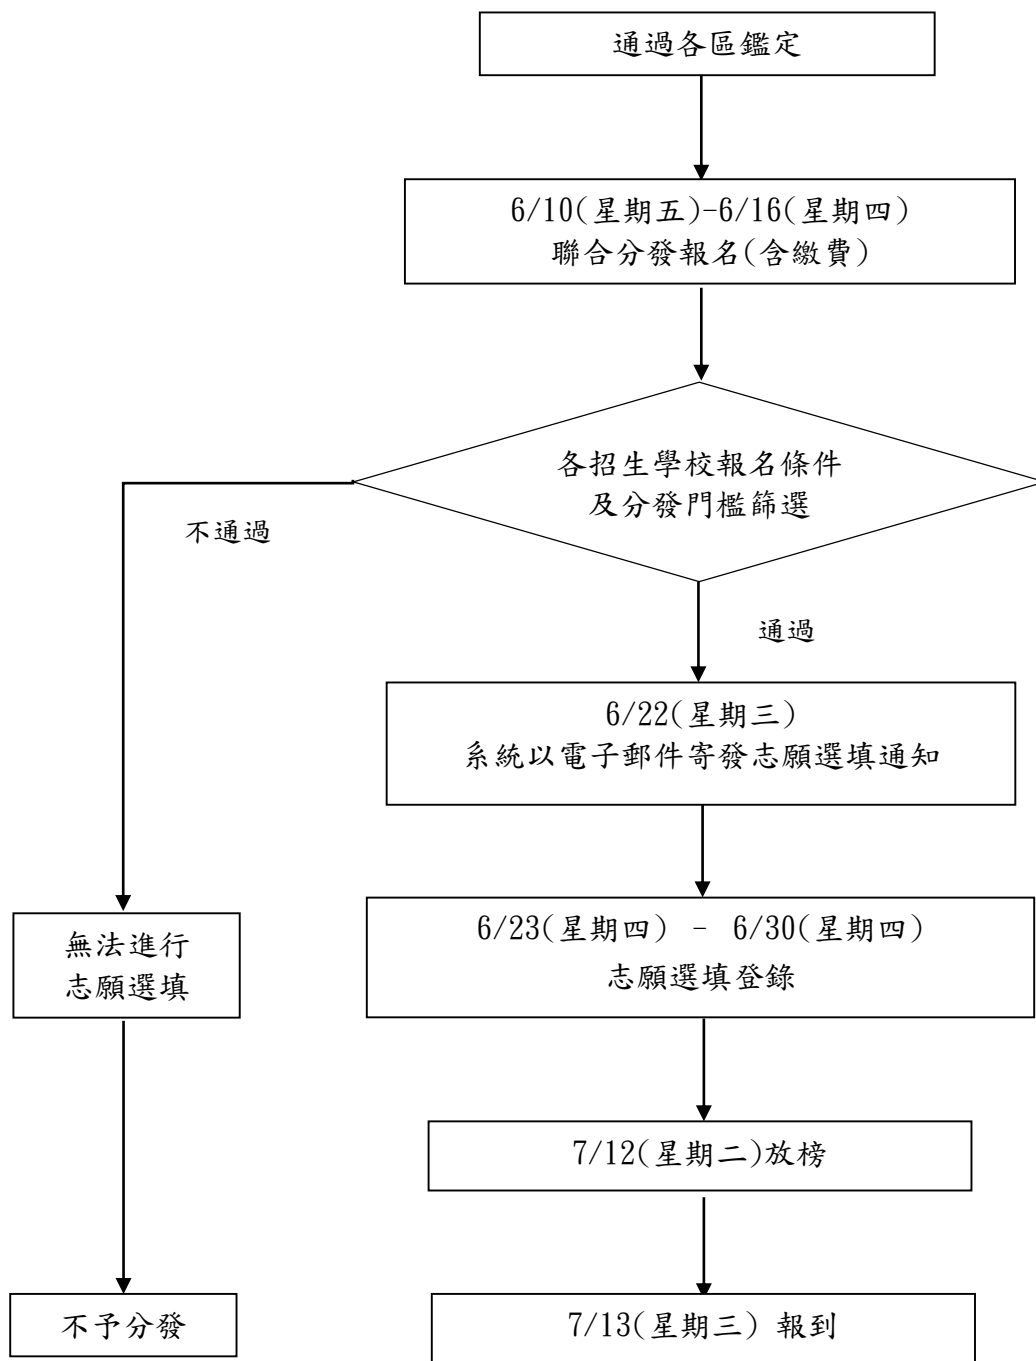 通過各區鑑定
6/10(星期五)-6/16(星期四)
聯合分發報名(含繳費)
各招生學校報名條件
及分發門檻篩選
不通過
通過
6/22(星期三)
系統以電子郵件寄發志願選填通知
無法進行
志願選填
6/23(星期四) - 6/30(星期四)
志願選填登錄
7/12(星期二)放榜
不予分發
7/13(星期三) 報到